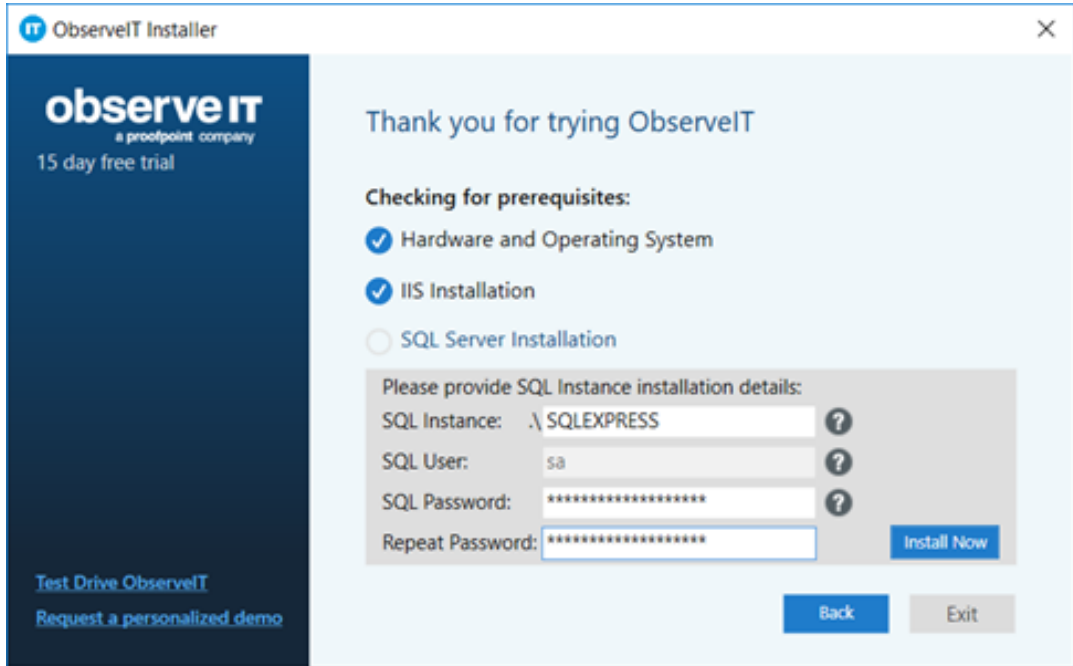 IT ObserveIT Installer
observe IT
a proofpoint company
15 day free trial
Thank you for trying ObserveIT
Checking for prerequisites:
Hardware and Operating System
IIS Installation
SQL Server Installation
Please provide SQL Instance installation details:
SQL Instance: .\ SQLEXPRESS ?
SQL User: sa ?
SQL Password: ******************* ?
Repeat Password: ******************* Install Now
Test Drive ObserveIT
Request a personalized demo
Back Exit